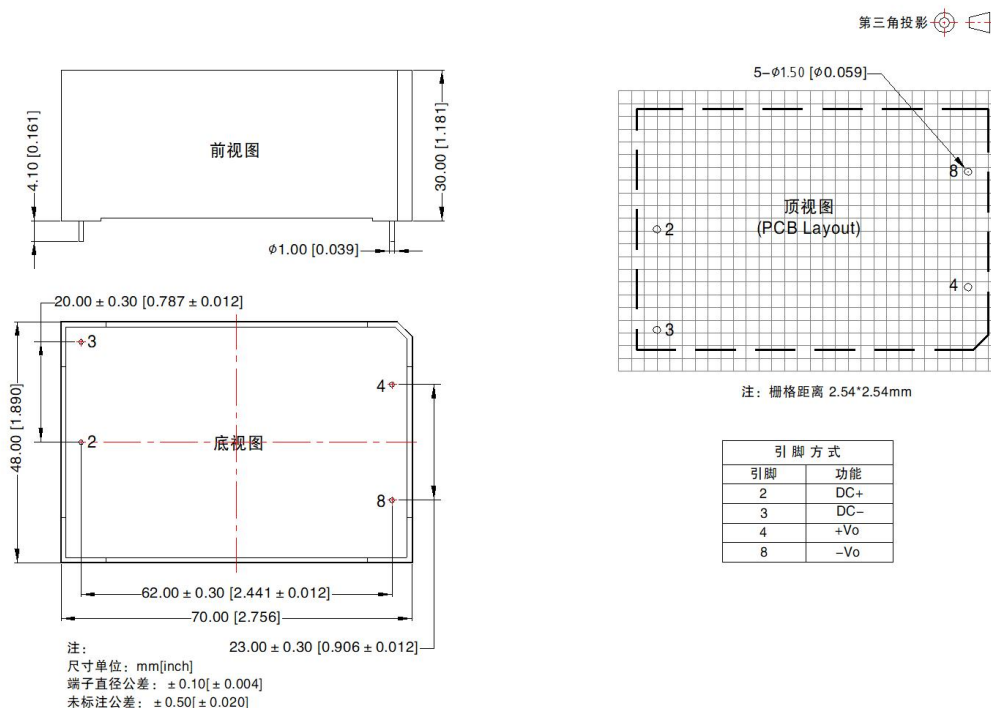 第三角投影
5-φ1.50 [φ0.059]
4.10 [0.161]
前视图
30.00 [1.181]
φ1.00 [0.039]
8
2
顶视图
(PCB Layout)
4
3
注: 栅格距离 2.54*2.54mm
20.00±0.30 [0.787±0.012]
3
4
48.00 [1.890]
2
底视图
8
62.00±0.30 [2.441±0.012]
70.00 [2.756]
23.00±0.30 [0.906±0.012]
注:
尺寸单位: mm[inch]
端子直径公差: ±0.10[±0.004]
未标注公差: ±0.50[±0.020]
引脚方式
引脚 功能
2 DC+
3 DC-
4 +Vo
8 -Vo